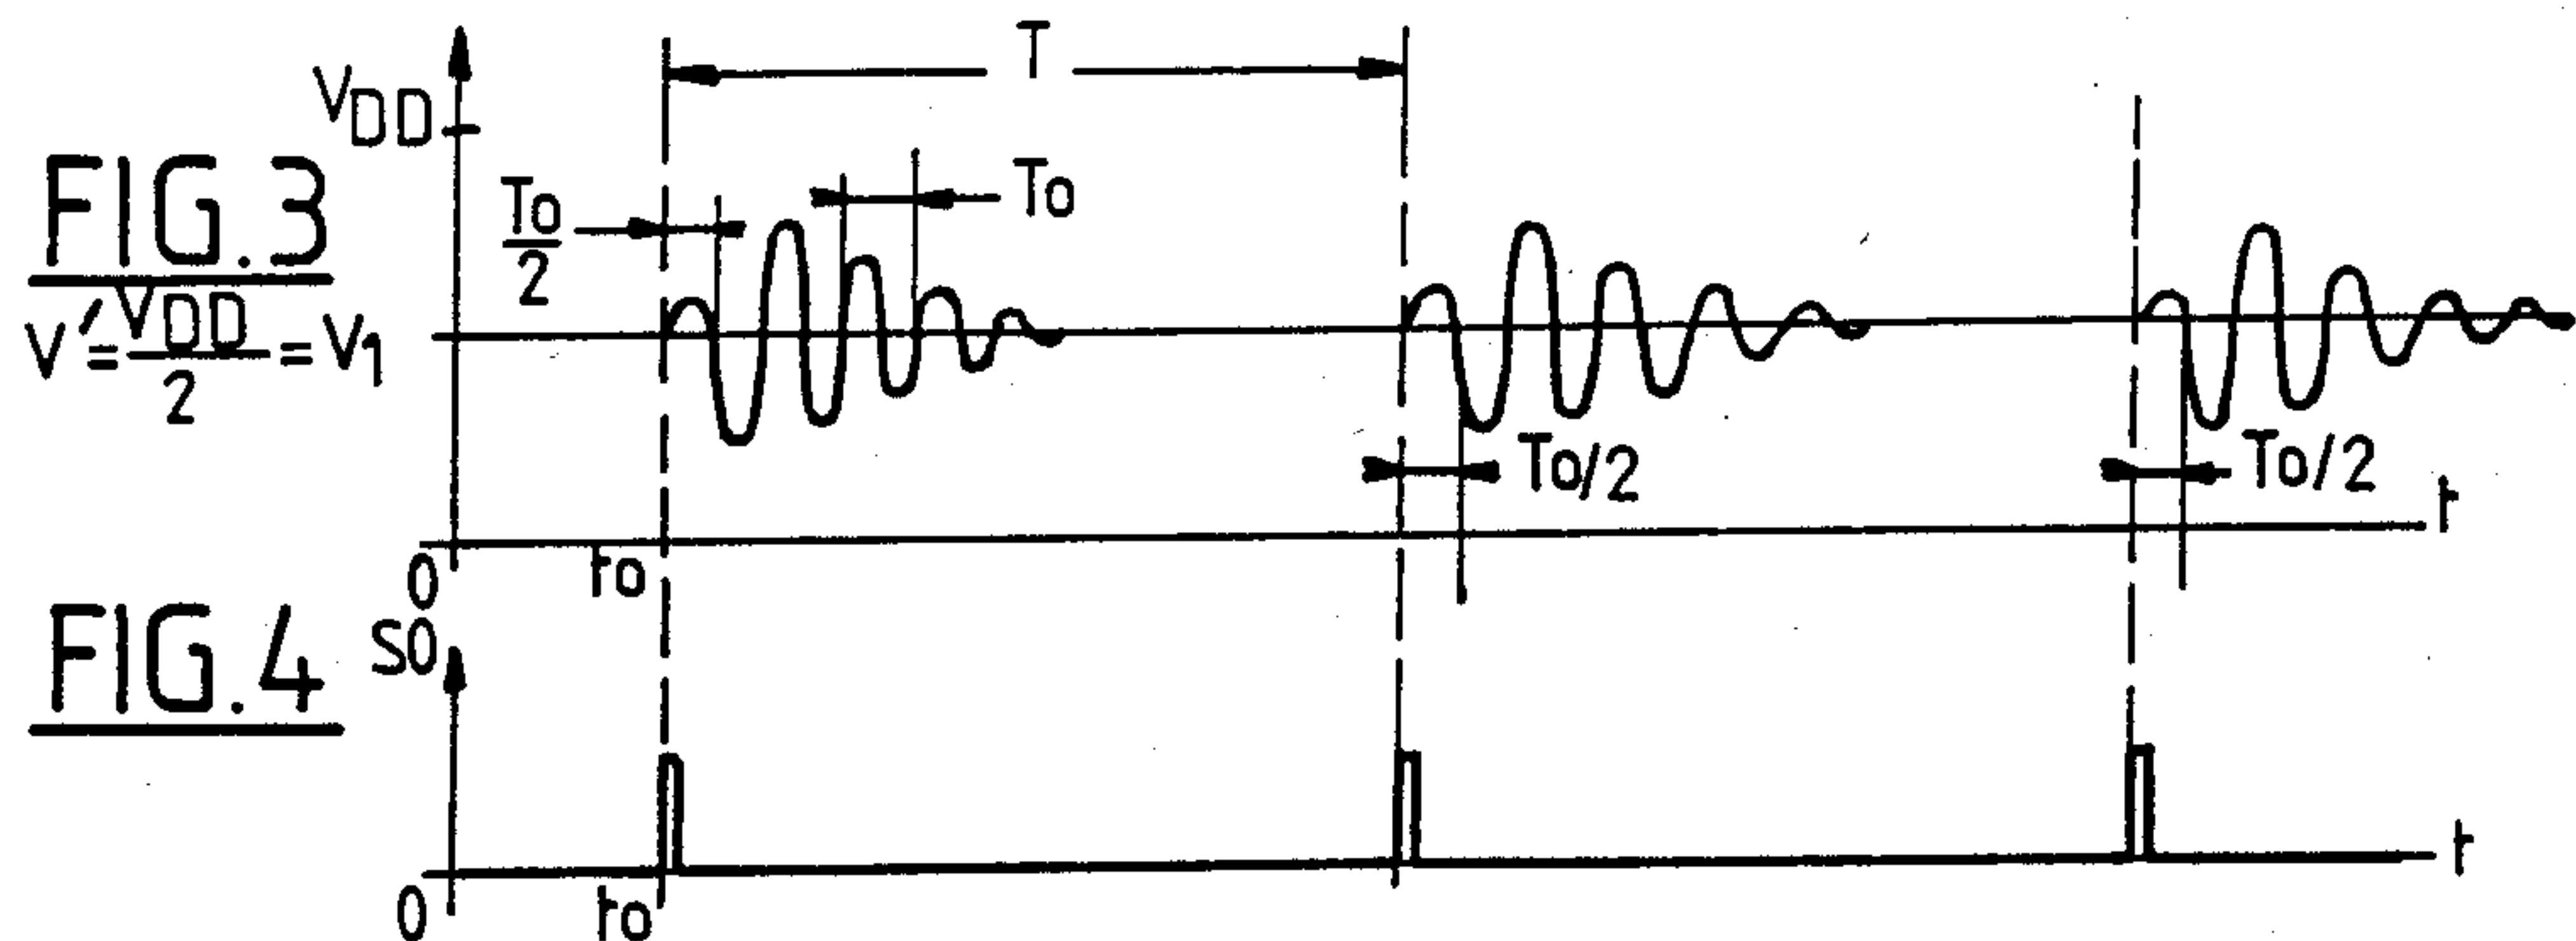 T
VDD
FIG.3
To/2
To
V'=VDD/2=V1
To/2
To/2
t
0
to
FIG.4
S0
t
0
to